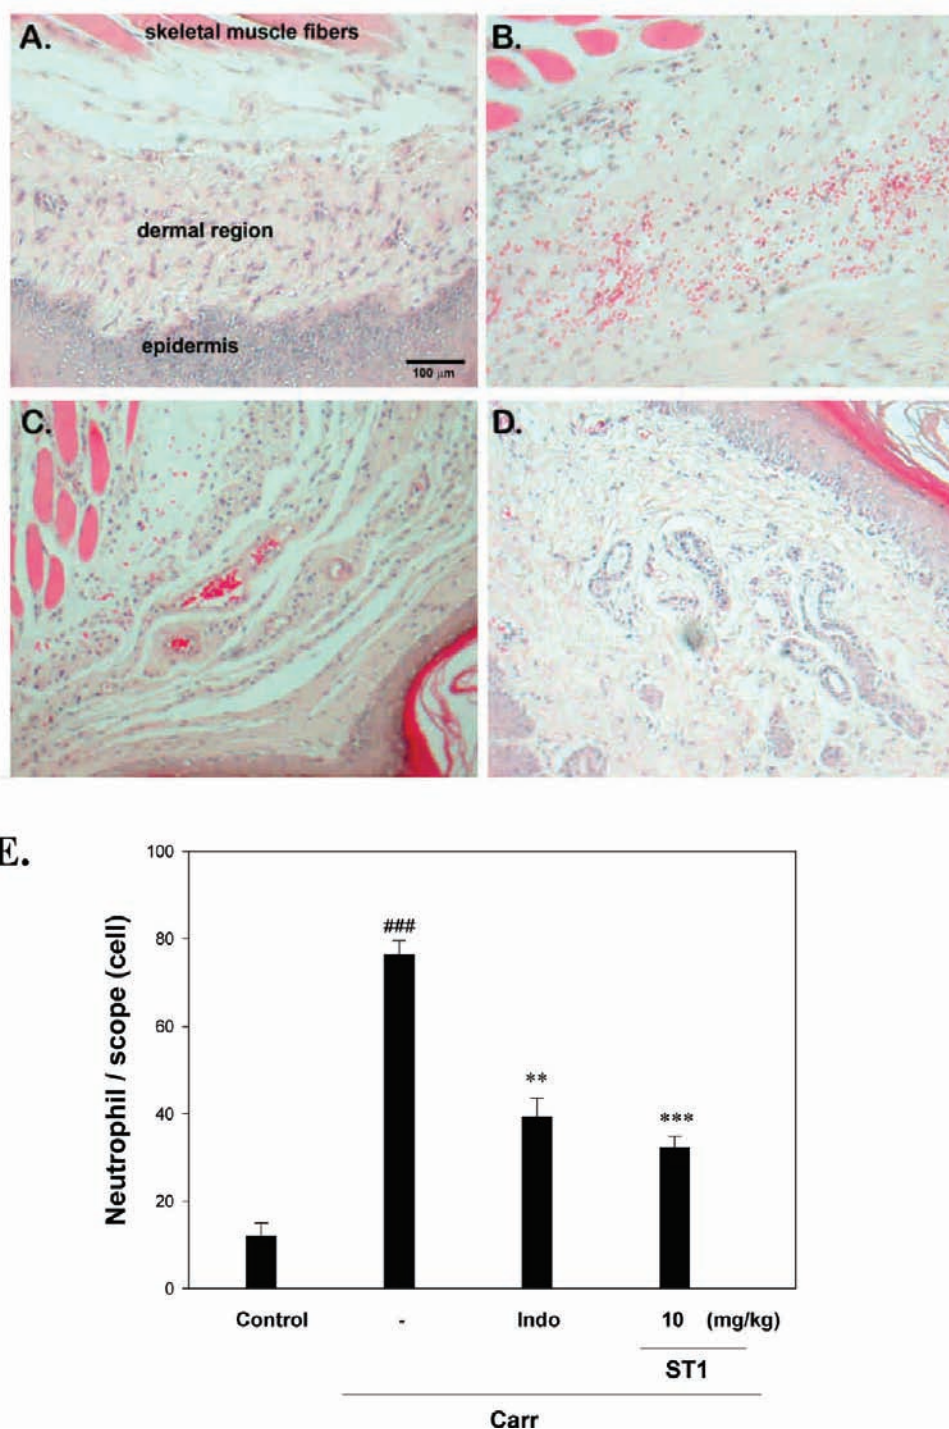 A.
skeletal muscle fibers
B.
dermal region
epidermis
100 μm
C.
D.
E.
100
80
60
40
20
0
Neutrophil / scope (cell)
###
**
***
Control
-
Indo
10 (mg/kg)
ST1
Carr